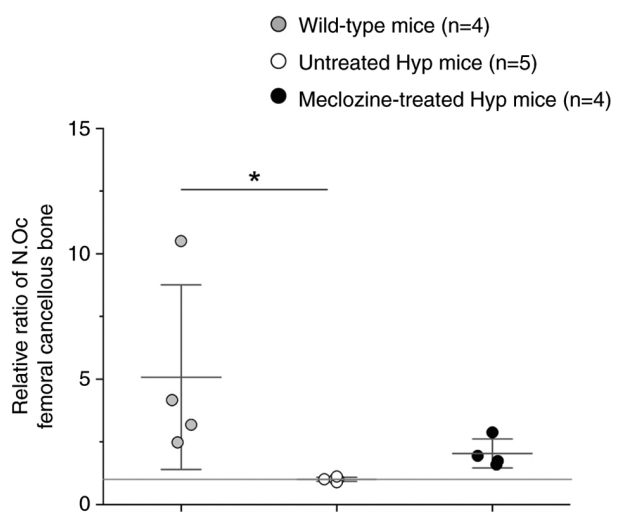 Wild-type mice (n=4)
Untreated Hyp mice (n=5)
Meclozine-treated Hyp mice (n=4)
15
*
10
5
0
Relative ratio of N.Oc
femoral cancellous bone